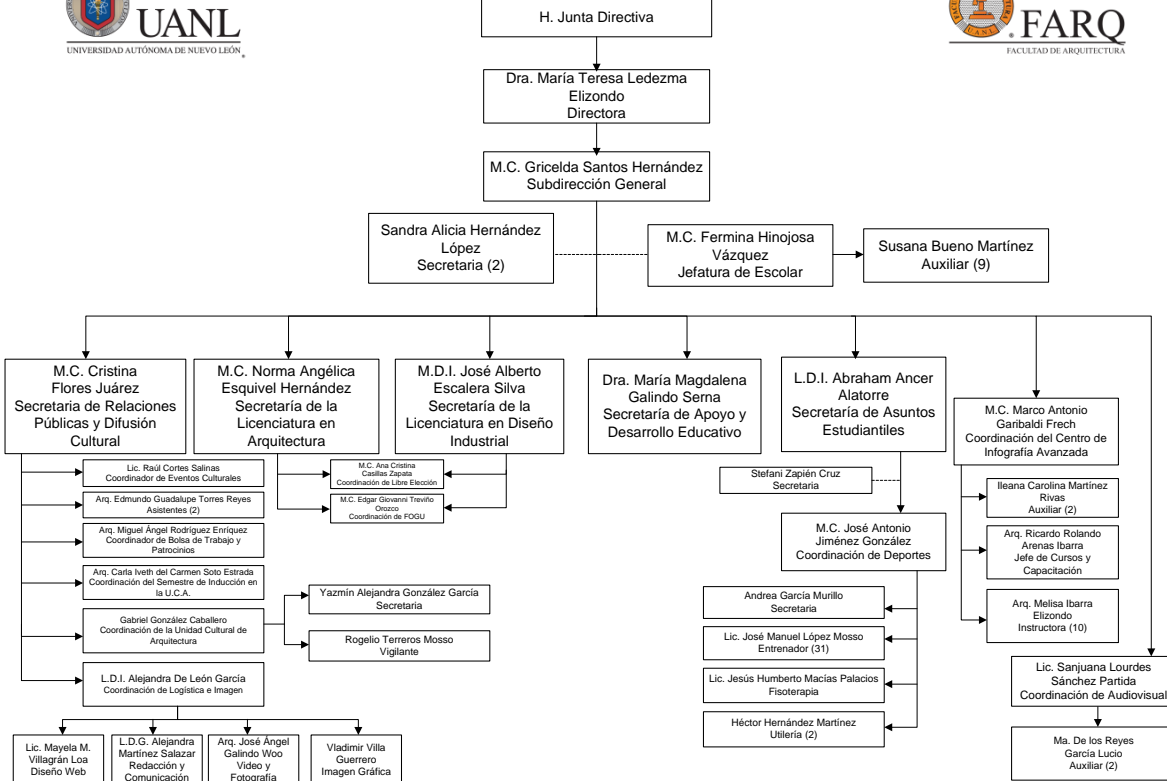 UANL
UNIVERSIDAD AUTÓNOMA DE NUEVO LEÓN
FARQ
FACULTAD DE ARQUITECTURA
H. Junta Directiva
Dra. María Teresa Ledezma
Elizondo
Directora
M.C. Gricelda Santos Hernández
Subdirección General
Sandra Alicia Hernández
López
Secretaria (2)
M.C. Fermina Hinojosa
Vázquez
Jefatura de Escolar
Susana Bueno Martínez
Auxiliar (9)
M.C. Cristina
Flores Juárez
Secretaria de Relaciones
Públicas y Difusión
Cultural
M.C. Norma Angélica
Esquivel Hernández
Secretaría de la
Licenciatura en
Arquitectura
M.D.I. José Alberto
Escalera Silva
Secretaría de la
Licenciatura en Diseño
Industrial
Dra. María Magdalena
Galindo Serna
Secretaría de Apoyo y
Desarrollo Educativo
L.D.I. Abraham Ancer
Alatorre
Secretaría de Asuntos
Estudiantiles
M.C. Marco Antonio
Garibaldi Frech
Coordinación del Centro de
Infografía Avanzada
Lic. Raúl Cortes Salinas
Coordinador de Eventos Culturales
Arq. Edmundo Guadalupe Torres Reyes
Asistentes (2)
Arq. Miguel Ángel Rodríguez Enríquez
Coordinador de Bolsa de Trabajo y
Patrocinios
Arq. Carla Iveth del Carmen Soto Estrada
Coordinación del Semestre de Inducción en
la U.C.A.
Gabriel González Caballero
Coordinación de la Unidad Cultural de
Arquitectura
Yazmín Alejandra González García
Secretaria
Rogelio Terreros Mosso
Vigilante
L.D.I. Alejandra De León García
Coordinación de Logística e Imagen
Lic. Mayela M.
Villagrán Loa
Diseño Web
L.D.G. Alejandra
Martínez Salazar
Redacción y
Comunicación
Arq. José Ángel
Galindo Woo
Video y
Fotografía
Vladimir Villa
Guerrero
Imagen Gráfica
M.C. Ana Cristina
Casillas Zapata
Coordinación de Libre Elección
M.C. Edgar Giovanni Treviño
Orozco
Coordinación de FOGU
Stefani Zapién Cruz
Secretaria
M.C. José Antonio
Jiménez González
Coordinación de Deportes
Andrea García Murillo
Secretaria
Lic. José Manuel López Mosso
Entrenador (31)
Lic. Jesús Humberto Macías Palacios
Fisoterapia
Héctor Hernández Martínez
Utilería (2)
Ileana Carolina Martínez
Rivas
Auxiliar (2)
Arq. Ricardo Rolando
Arenas Ibarra
Jefe de Cursos y
Capacitación
Arq. Melisa Ibarra
Elizondo
Instructora (10)
Lic. Sanjuana Lourdes
Sánchez Partida
Coordinación de Audiovisual
Ma. De los Reyes
García Lucio
Auxiliar (2)